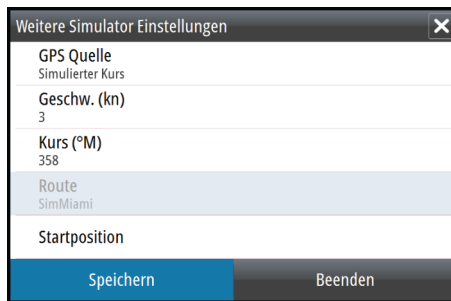 Weitere Simulator Einstellungen
GPS Quelle
Simulierter Kurs
Geschw. (kn)
3
Kurs (°M)
358
Route
SimMiami
Startposition
Speichern
Beenden